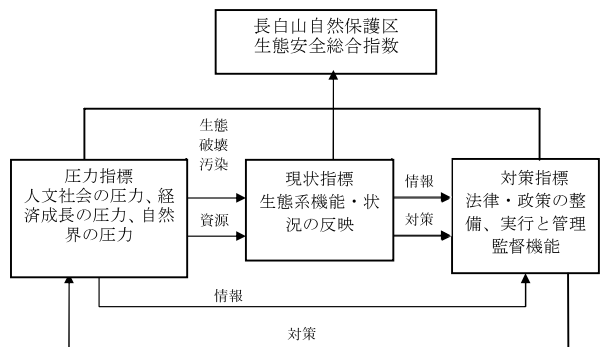 長白山自然保護区
生態安全総合指数
生態
破壊
汚染
圧力指標
人文社会の圧力、経
済成長の圧力、自然
界の圧力
資源
現状指標
生態系機能・状
況の反映
情報
対策
対策指標
法律・政策の整
備、実行と管理
監督機能
情報
対策